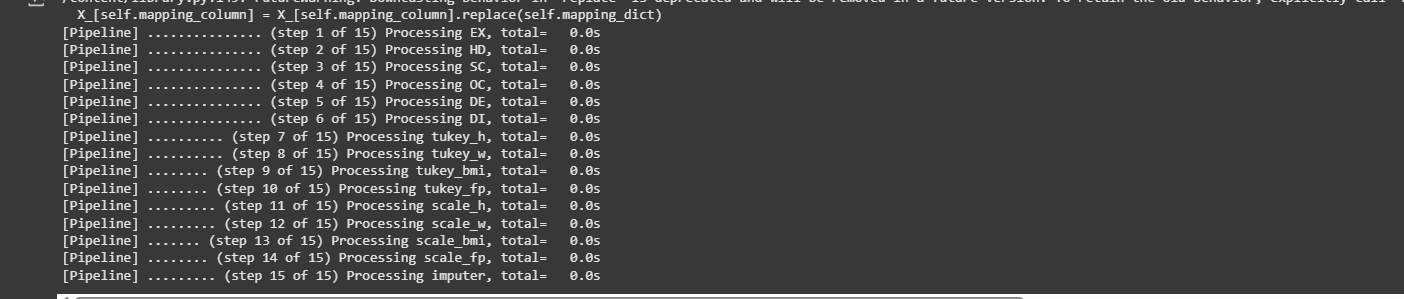 /content/library.py:149: FutureWarning: Downcasting behavior in `replace` is deprecated and will be removed in a future version. To retain the old behavior, explicitly call
X_[self.mapping_column] = X_[self.mapping_column].replace(self.mapping_dict)
[Pipeline] ............... (step 1 of 15) Processing EX, total=   0.0s
[Pipeline] ............... (step 2 of 15) Processing HD, total=   0.0s
[Pipeline] ............... (step 3 of 15) Processing SC, total=   0.0s
[Pipeline] ............... (step 4 of 15) Processing OC, total=   0.0s
[Pipeline] ............... (step 5 of 15) Processing DE, total=   0.0s
[Pipeline] ............... (step 6 of 15) Processing DI, total=   0.0s
[Pipeline] .......... (step 7 of 15) Processing tukey_h, total=   0.0s
[Pipeline] .......... (step 8 of 15) Processing tukey_w, total=   0.0s
[Pipeline] ........ (step 9 of 15) Processing tukey_bmi, total=   0.0s
[Pipeline] ........ (step 10 of 15) Processing tukey_fp, total=   0.0s
[Pipeline] ......... (step 11 of 15) Processing scale_h, total=   0.0s
[Pipeline] ......... (step 12 of 15) Processing scale_w, total=   0.0s
[Pipeline] ....... (step 13 of 15) Processing scale_bmi, total=   0.0s
[Pipeline] ........ (step 14 of 15) Processing scale_fp, total=   0.0s
[Pipeline] ......... (step 15 of 15) Processing imputer, total=   0.0s